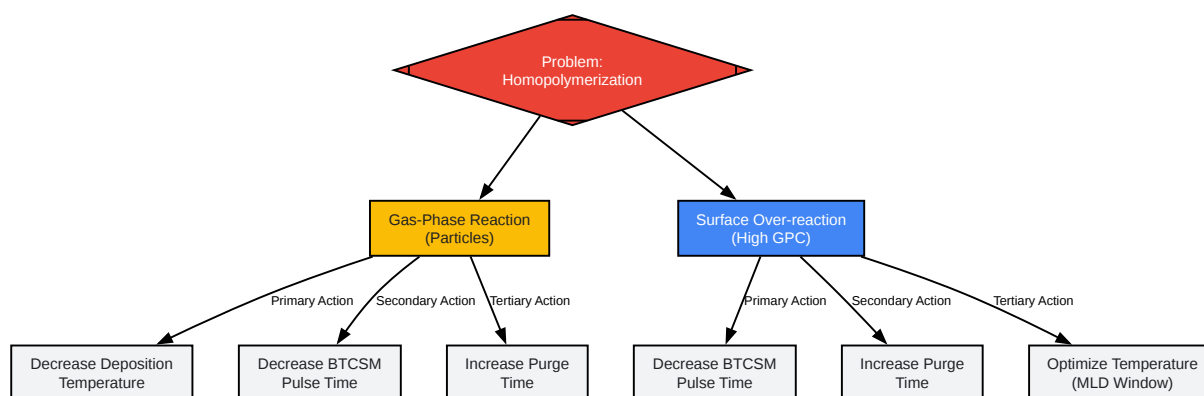 Problem:
Homopolymerization
Gas-Phase Reaction
(Particles)
Surface Over-reaction
(High GPC)
Primary Action
Secondary Action
Tertiary Action
Primary Action
Secondary Action
Tertiary Action
Decrease Deposition
Temperature
Decrease BTCSM
Pulse Time
Increase Purge
Time
Decrease BTCSM
Pulse Time
Increase Purge
Time
Optimize Temperature
(MLD Window)